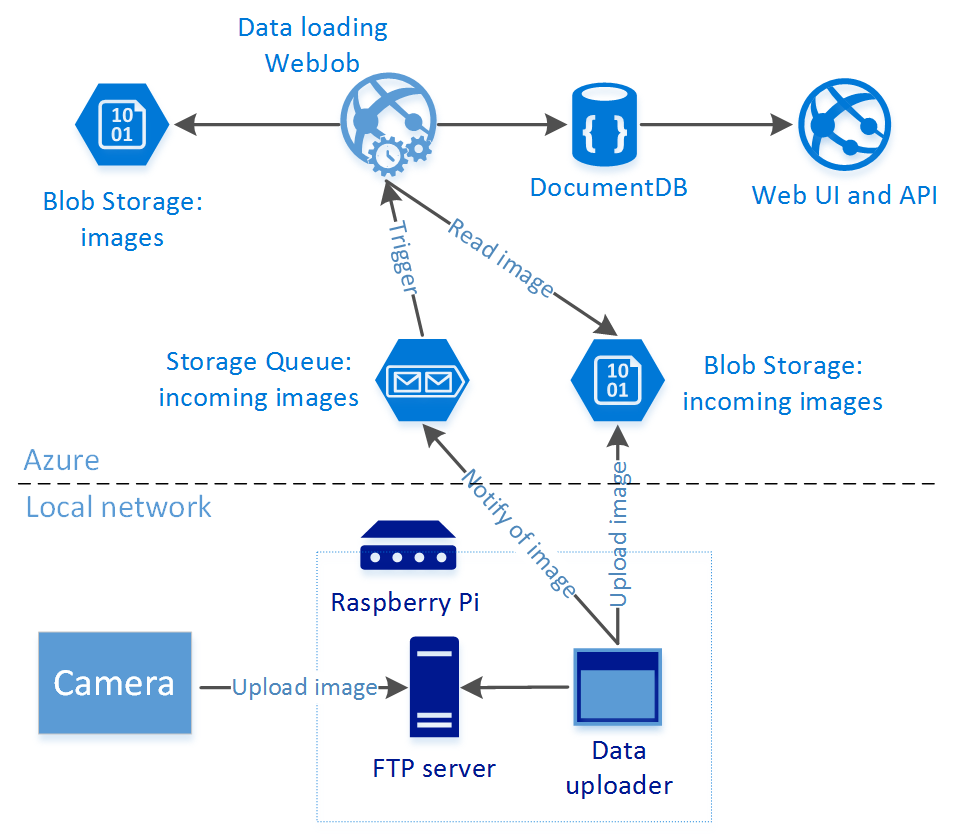 Data loading
WebJob
10
01
{ }
Blob Storage:
images
DocumentDB
Web UI and API
Trigger
Read image
Storage Queue:
incoming images
10
01
Blob Storage:
incoming images
Azure
Local network
Notify of image
Upload image
Raspberry Pi
Camera
Upload image
FTP server
Data
uploader